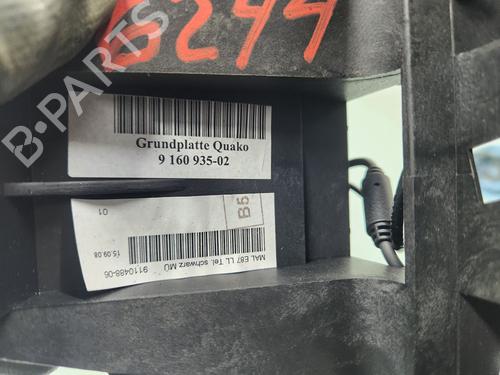 6244
B-PARTS
Grundplatte Quako
9 160 935-02
B5
MAL E87 LL Tel. schwarz MÜ
9110488-06
15.09.08
01